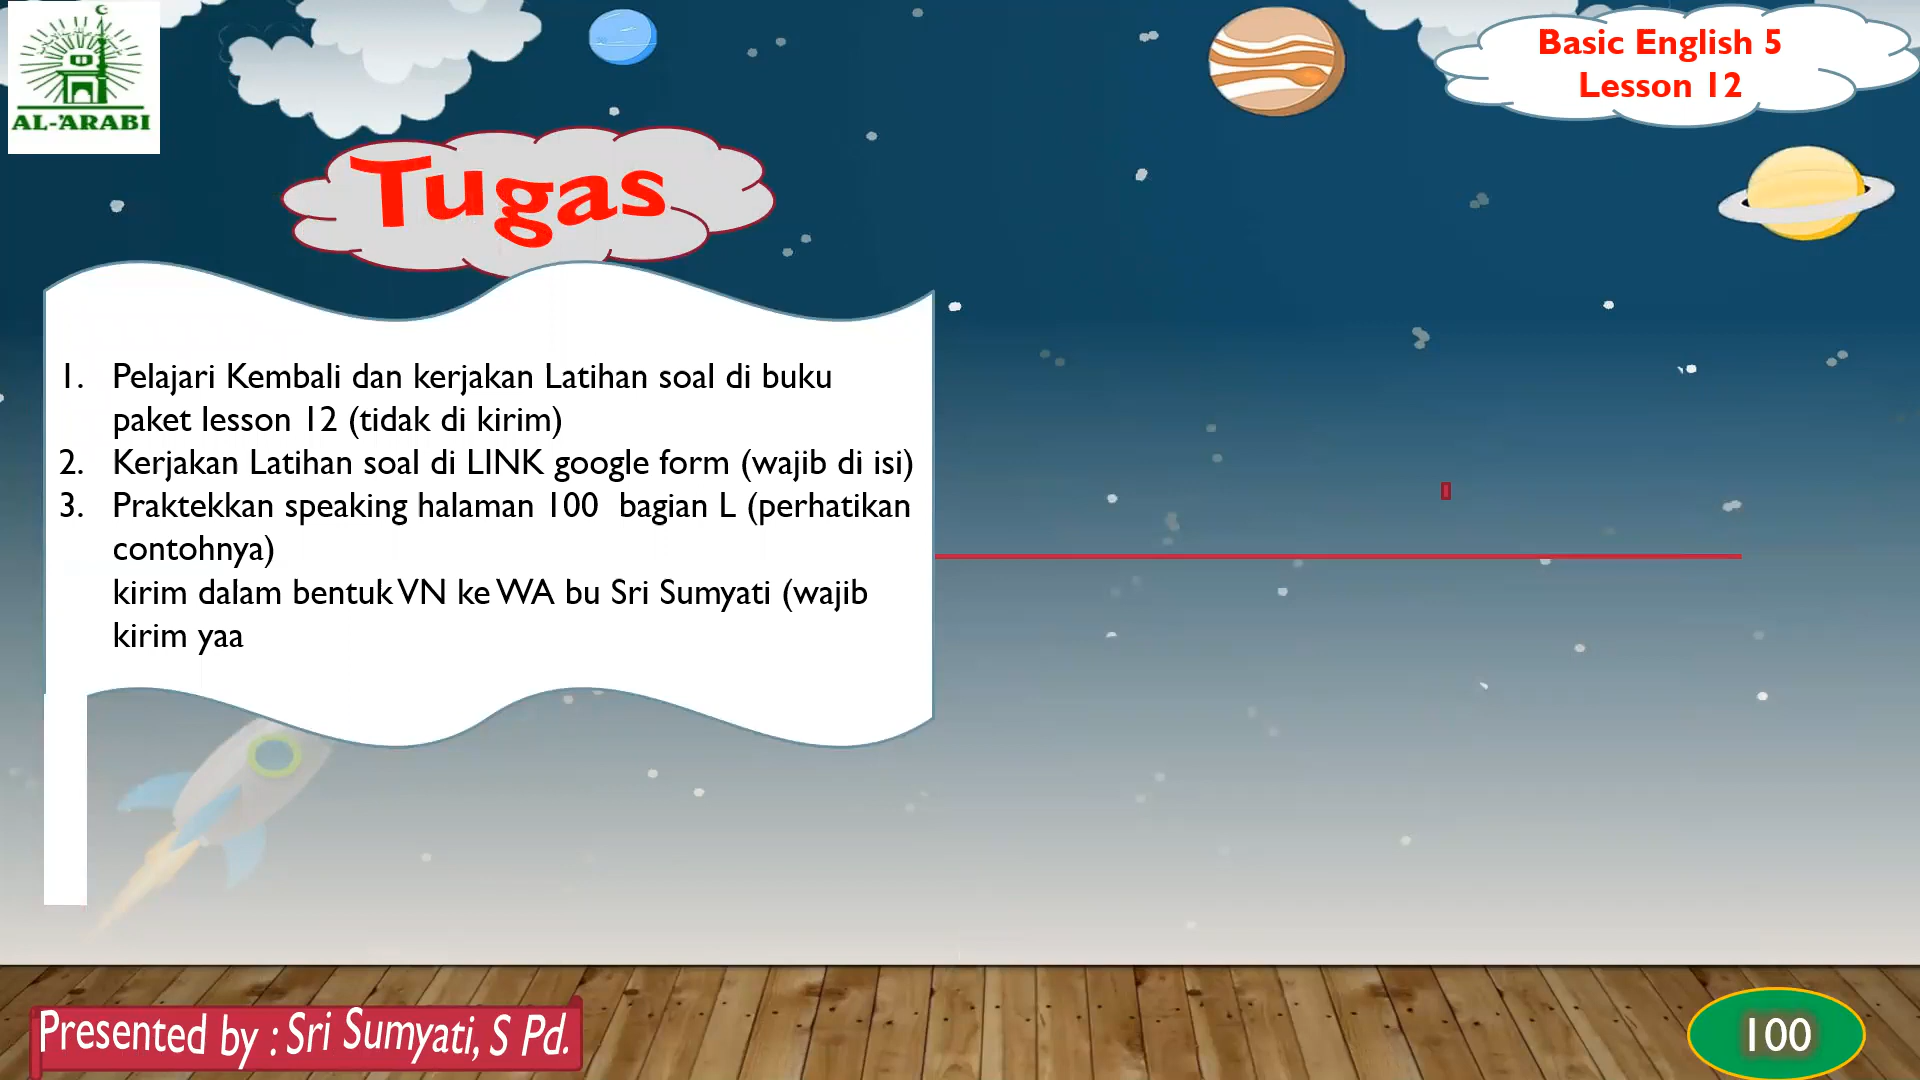 AL-'ARABI
Basic English 5
Lesson 12
Tugas
1. Pelajari Kembali dan kerjakan Latihan soal di buku
paket lesson 12 (tidak di kirim)
2. Kerjakan Latihan soal di LINK google form (wajib di isi)
3. Praktekkan speaking halaman 100 bagian L (perhatikan
contohnya)
kirim dalam bentuk VN ke WA bu Sri Sumyati (wajib
kirim yaa
Presented by : Sri Sumyati, S Pd.
100